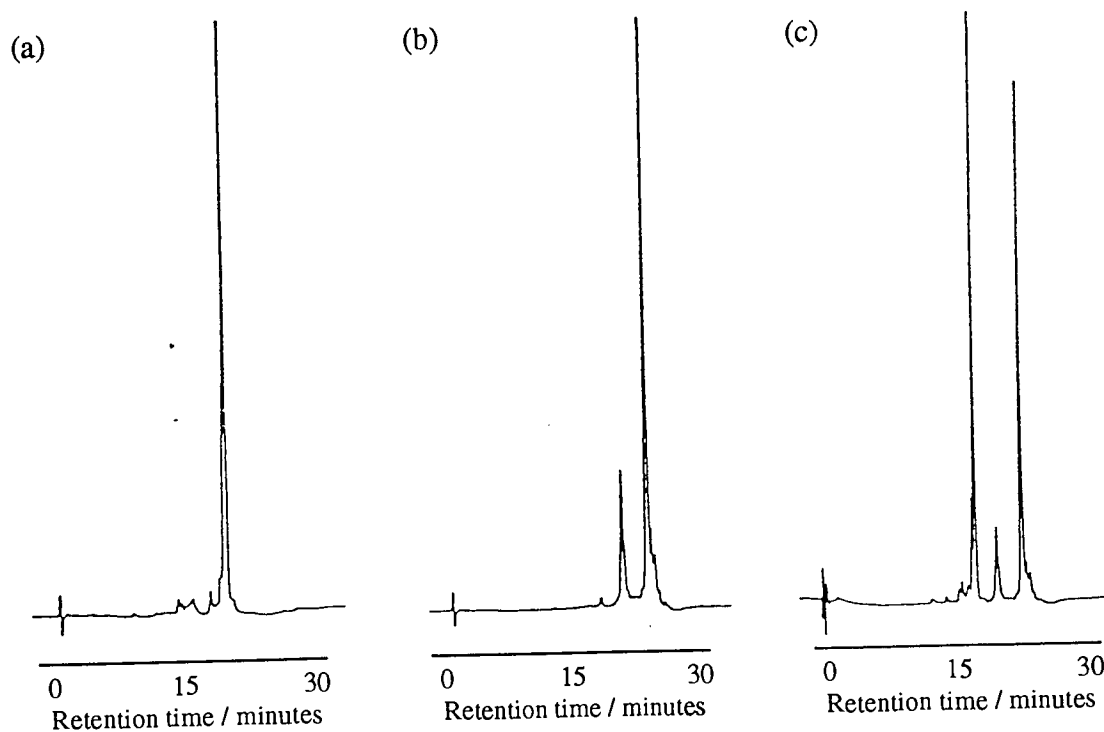 (a)
(b)
(c)
0 15 30
Retention time / minutes
0 15 30
Retention time / minutes
0 15 30
Retention time / minutes